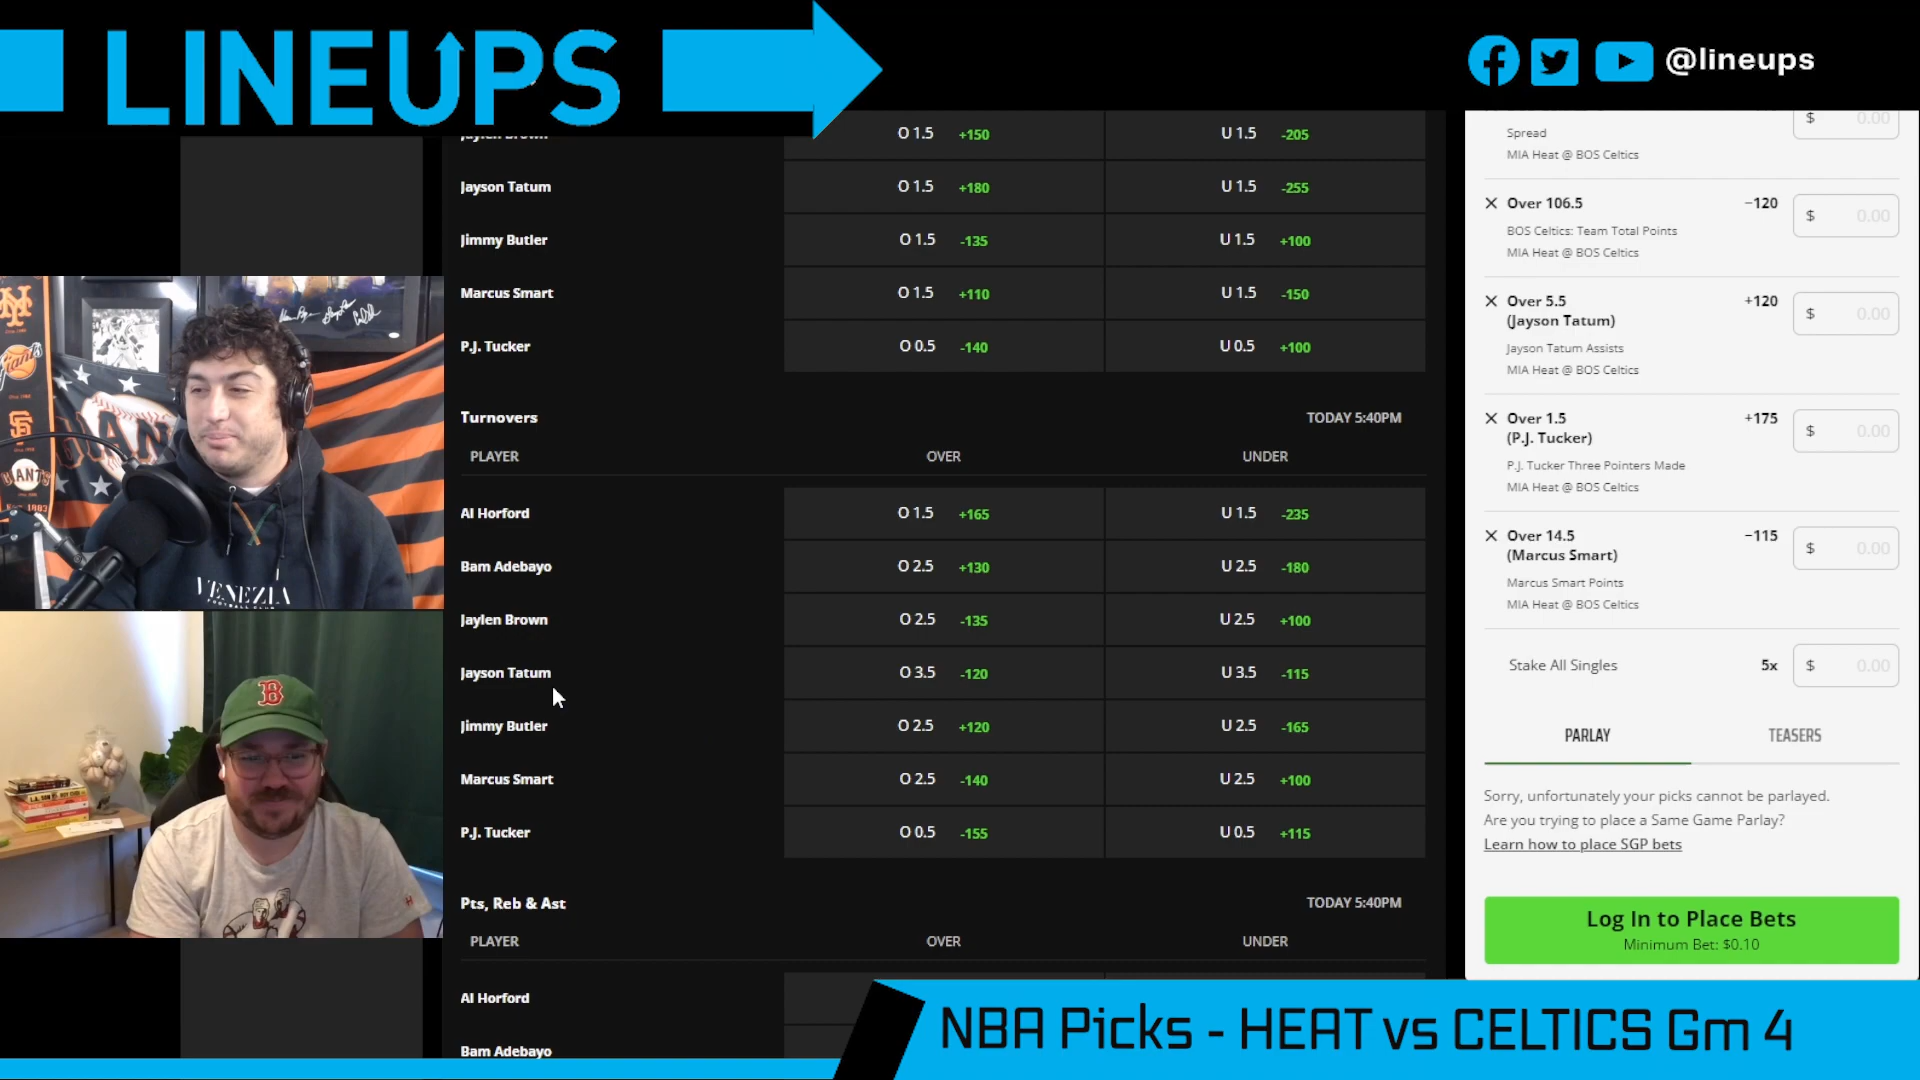 LINEUPS
@lineups
Jaylen Brown O 1.5 +150 U 1.5 -205
Jayson Tatum O 1.5 +180 U 1.5 -255
Jimmy Butler O 1.5 -135 U 1.5 +100
Marcus Smart O 1.5 +110 U 1.5 -150
P.J. Tucker O 0.5 -140 U 0.5 +100
Turnovers TODAY 5:40PM
PLAYER OVER UNDER
Al Horford O 1.5 +165 U 1.5 -235
Bam Adebayo O 2.5 +130 U 2.5 -180
Jaylen Brown O 2.5 -135 U 2.5 +100
Jayson Tatum O 3.5 -120 U 3.5 -115
Jimmy Butler O 2.5 +120 U 2.5 -165
Marcus Smart O 2.5 -140 U 2.5 +100
P.J. Tucker O 0.5 -155 U 0.5 +115
Pts, Reb & Ast TODAY 5:40PM
PLAYER OVER UNDER
Al Horford
Bam Adebayo
$ 0.00
Spread
MIA Heat @ BOS Celtics
Over 106.5 −120 $ 0.00
BOS Celtics: Team Total Points
MIA Heat @ BOS Celtics
Over 5.5 +120 $ 0.00
(Jayson Tatum)
Jayson Tatum Assists
MIA Heat @ BOS Celtics
Over 1.5 +175 $ 0.00
(P.J. Tucker)
P.J. Tucker Three Pointers Made
MIA Heat @ BOS Celtics
Over 14.5 −115 $ 0.00
(Marcus Smart)
Marcus Smart Points
MIA Heat @ BOS Celtics
Stake All Singles 5x $ 0.00
PARLAY TEASERS
Sorry, unfortunately your picks cannot be parlayed.
Are you trying to place a Same Game Parlay?
Learn how to place SGP bets
Log In to Place Bets
Minimum Bet: $0.10
GIANTS
VENEZIA
FOOTBALL CLUB
B
NBA Picks - HEAT vs CELTICS Gm 4